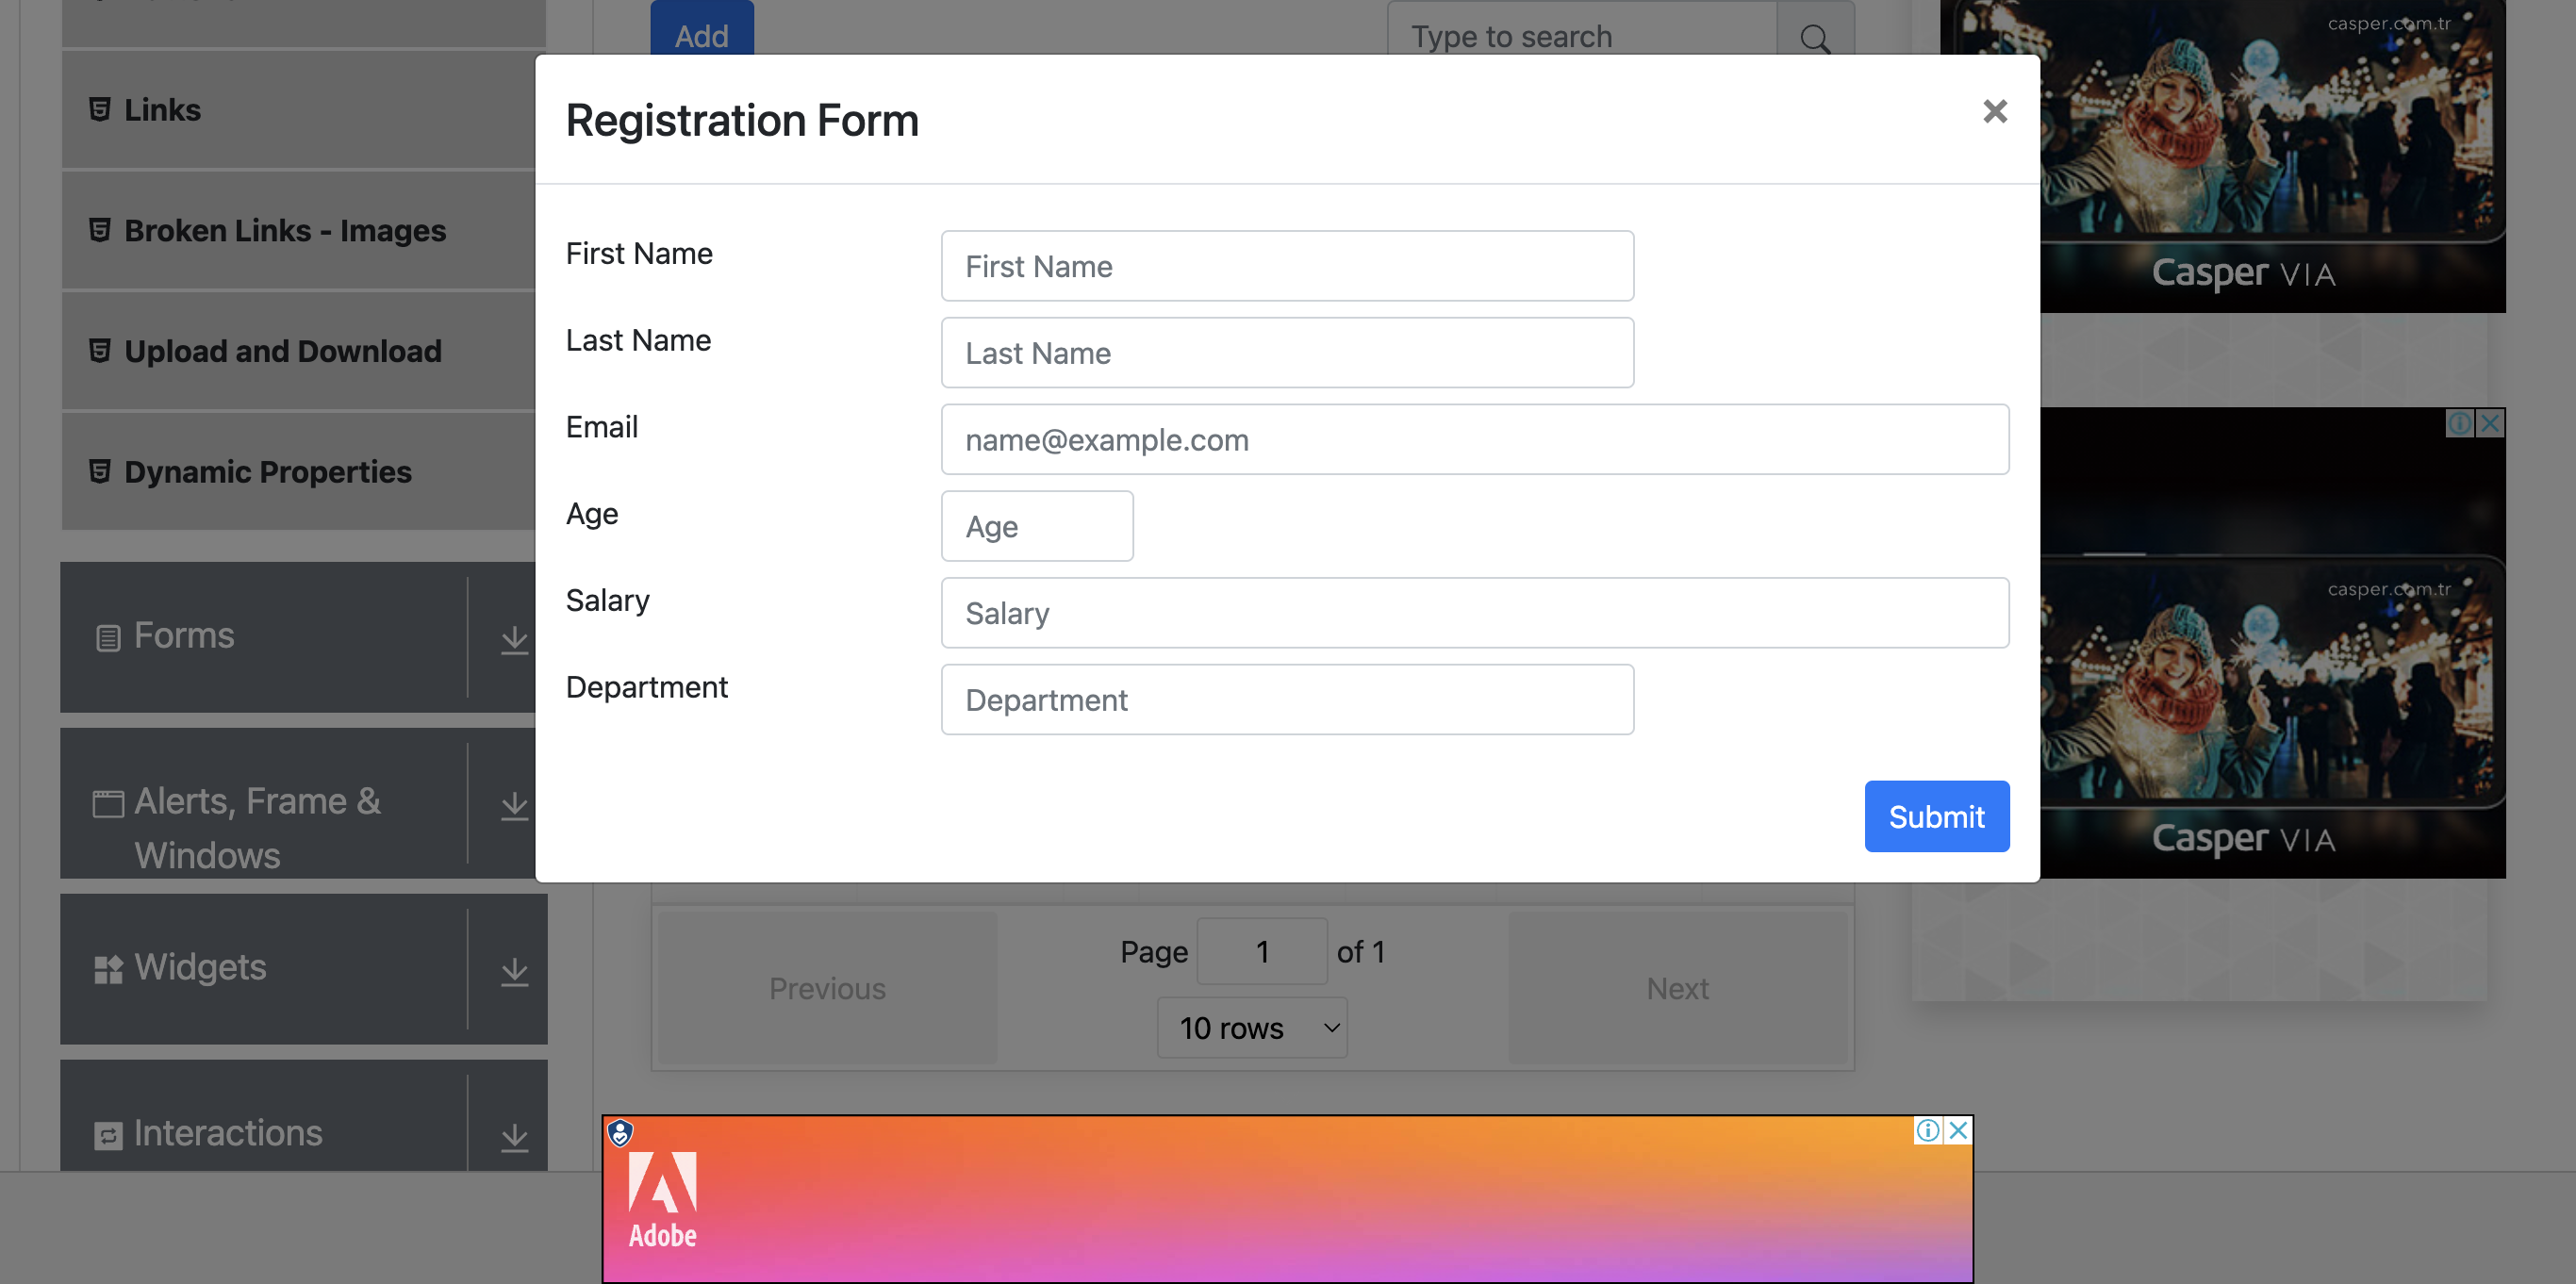 Add
Type to search
casper.com.tr
Links
Broken Links - Images
Upload and Download
Dynamic Properties
Forms
Alerts, Frame &
Windows
Widgets
Interactions
Registration Form
First Name
First Name
Last Name
Last Name
Email
name@example.com
Age
Age
Salary
Salary
Department
Department
Submit
Casper VIA
casper.com.tr
Casper VIA
Previous
Page 1 of 1
10 rows
Next
Adobe